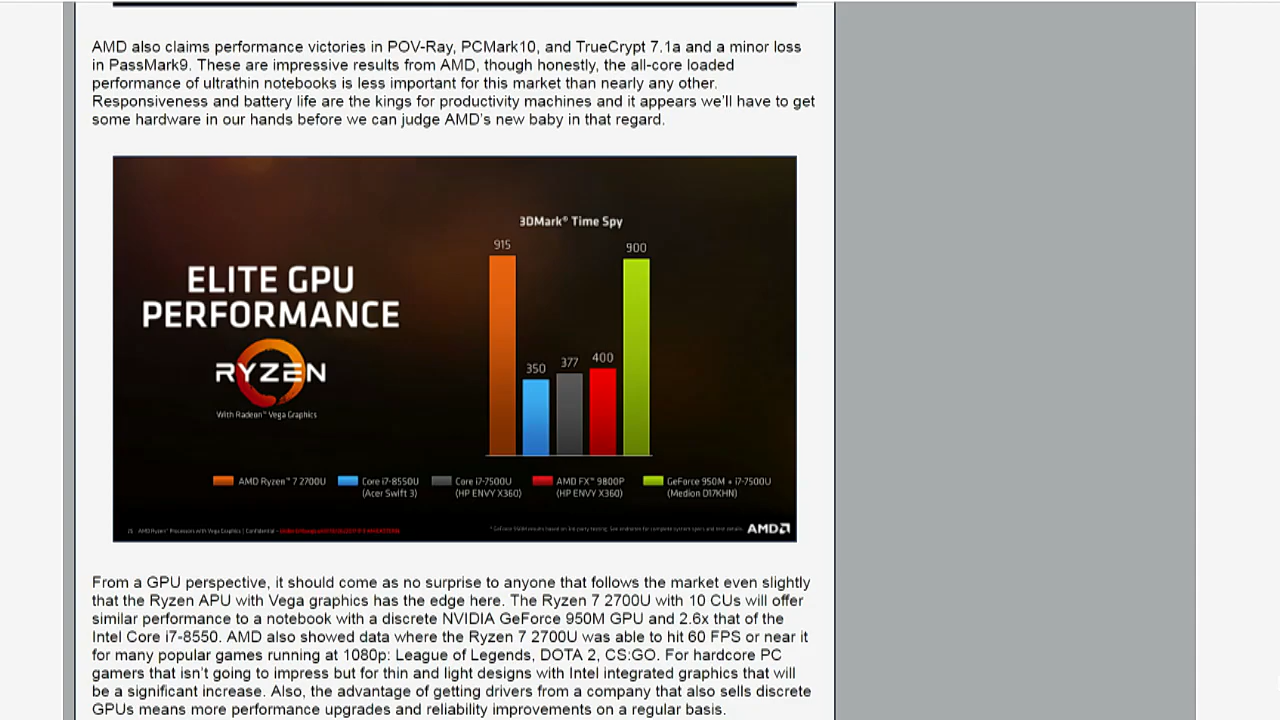 AMD also claims performance victories in POV-Ray, PCMark10, and TrueCrypt 7.1a and a minor loss
in PassMark9. These are impressive results from AMD, though honestly, the all-core loaded
performance of ultrathin notebooks is less important for this market than nearly any other.
Responsiveness and battery life are the kings for productivity machines and it appears we'll have to get
some hardware in our hands before we can judge AMD's new baby in that regard.
3DMark® Time Spy
915
900
350
377
400
ELITE GPU
PERFORMANCE
RYZEN
With Radeon™ Vega Graphics
AMD Ryzen™ 7 2700U
Core i7-8550U
(Acer Swift 3)
Core i7-7500U
(HP ENVY X360)
AMD FX™ 9800P
(HP ENVY X360)
GeForce 950M + i7-7500U
(Medion D17KHN)
AMD Ryzen™ Processors with Vega Graphics | Confidential -
AMD
From a GPU perspective, it should come as no surprise to anyone that follows the market even slightly
that the Ryzen APU with Vega graphics has the edge here. The Ryzen 7 2700U with 10 CUs will offer
similar performance to a notebook with a discrete NVIDIA GeForce 950M GPU and 2.6x that of the
Intel Core i7-8550. AMD also showed data where the Ryzen 7 2700U was able to hit 60 FPS or near it
for many popular games running at 1080p: League of Legends, DOTA 2, CS:GO. For hardcore PC
gamers that isn't going to impress but for thin and light designs with Intel integrated graphics that will
be a significant increase. Also, the advantage of getting drivers from a company that also sells discrete
GPUs means more performance upgrades and reliability improvements on a regular basis.